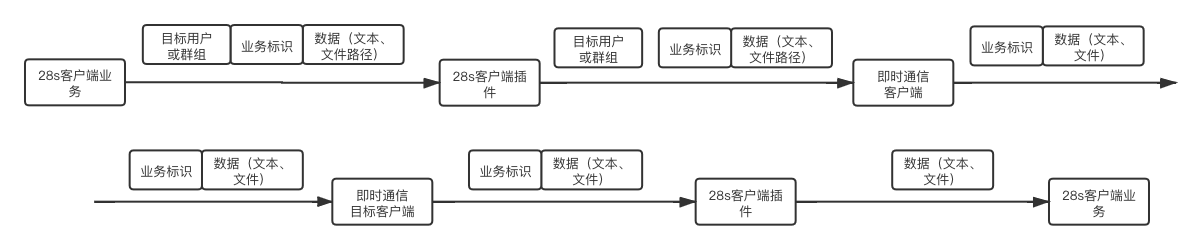 目标用户
或群组
业务标识
数据（文本、
文件路径）
目标用户
或群组
业务标识
数据（文本、
文件路径）
业务标识
数据（文本、
文件）
28s客户端业
务
28s客户端插
件
即时通信
客户端
业务标识
数据（文本、
文件）
业务标识
数据（文本、
文件）
数据（文本、
文件）
即时通信
目标客户端
28s客户端插
件
28s客户端业
务